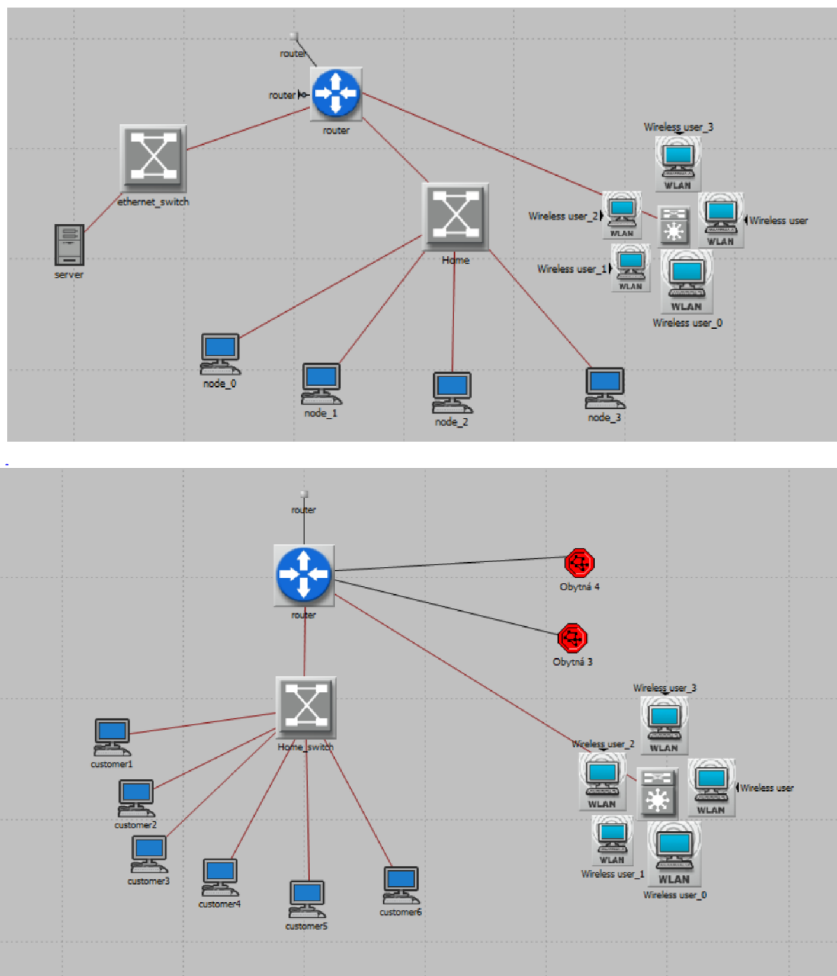 router
router
router
ethernet_switch
server
Home
node_0
node_1
node_2
node_3
Wireless user_3
WLAN
Wireless user_2
WLAN
Wireless user
WLAN
Wireless user_1
WLAN
WLAN
Wireless user_0
router
router
Obytná 4
Obytná 3
Home_switch
customer1
customer2
customer3
customer4
customer5
customer6
Wireless user_3
WLAN
Wireless user_2
WLAN
Wireless user
WLAN
WLAN
Wireless user_1
WLAN
Wireless user_0